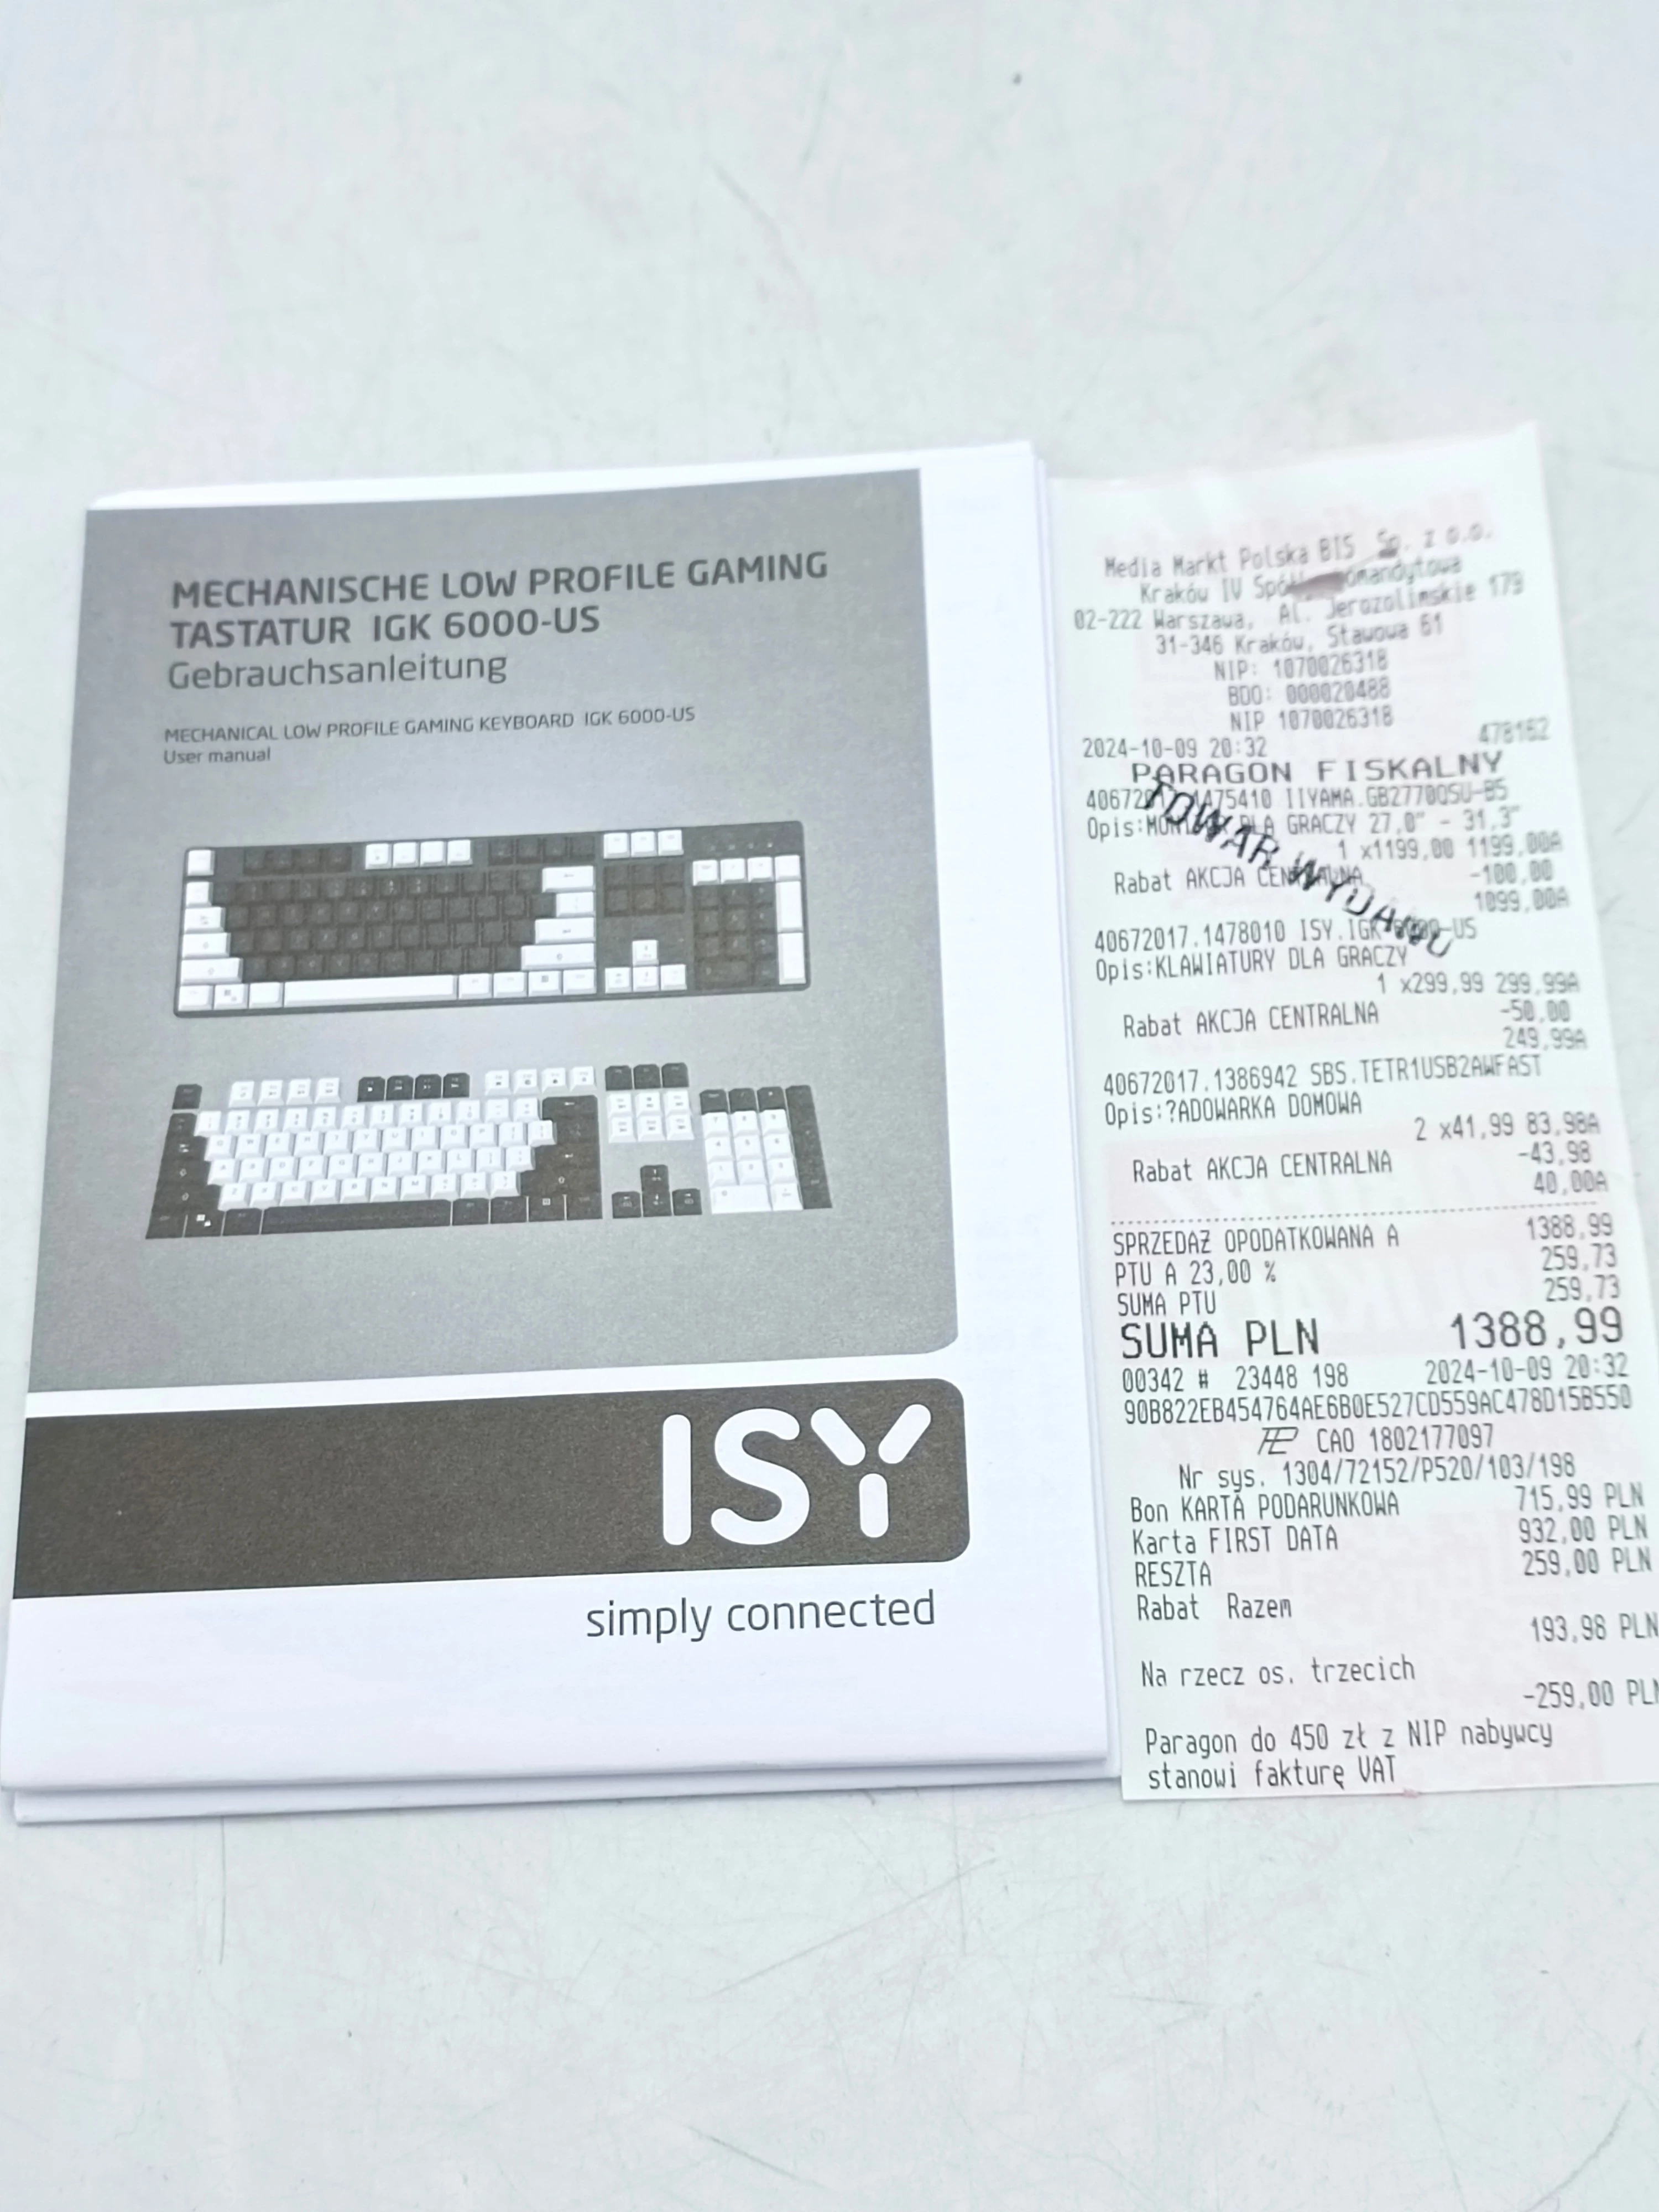 MECHANISCHE LOW PROFILE GAMING
TASTATUR IGK 6000-US
Gebrauchsanleitung
MECHANICAL LOW PROFILE GAMING KEYBOARD IGK 6000-US
User manual
ISY
simply connected
Media Markt Polska BIS Sp. z o.o.
Kraków IV
02-222 Warszawa, Al. Jerozolimskie 179
31-346 Kraków, Stawowa 61
NIP: 1070026318
BDO: 000020488
NIP 1070026318
2024-10-09 20:32 478162
PARAGON FISKALNY
TOWAR WYDANO
1475410 IIYAMA.GB2770QSU-B5
DLA GRACZY 27,0" - 31,3"
1 x1199,00 1199,00A
Rabat AKCJA CENTRALNA -100,00
1099,00A
40672017.1478010 ISY.IGK 6000-US
Opis:KLAWIATURY DLA GRACZY
1 x299,99 299,99A
Rabat AKCJA CENTRALNA -50,00
249,99A
40672017.1386942 SBS.TETR1USB2AWFAST
Opis:?ADOWARKA DOMOWA
2 x41,99 83,98A
Rabat AKCJA CENTRALNA -43,98
40,00A
SPRZEDAŻ OPODATKOWANA A 1388,99
PTU A 23,00 % 259,73
SUMA PTU 259,73
SUMA PLN 1388,99
00342 # 23448 198 2024-10-09 20:32
90B822EB454764AE6B0E527CD559AC478D15B550
CAO 1802177097
Nr sys. 1304/72152/P520/103/198
Bon KARTA PODARUNKOWA 715,99 PLN
Karta FIRST DATA 932,00 PLN
RESZTA 259,00 PLN
Rabat Razem
193,98 PLN
Na rzecz os. trzecich
-259,00 PLN
Paragon do 450 zł z NIP nabywcy
stanowi fakturę VAT